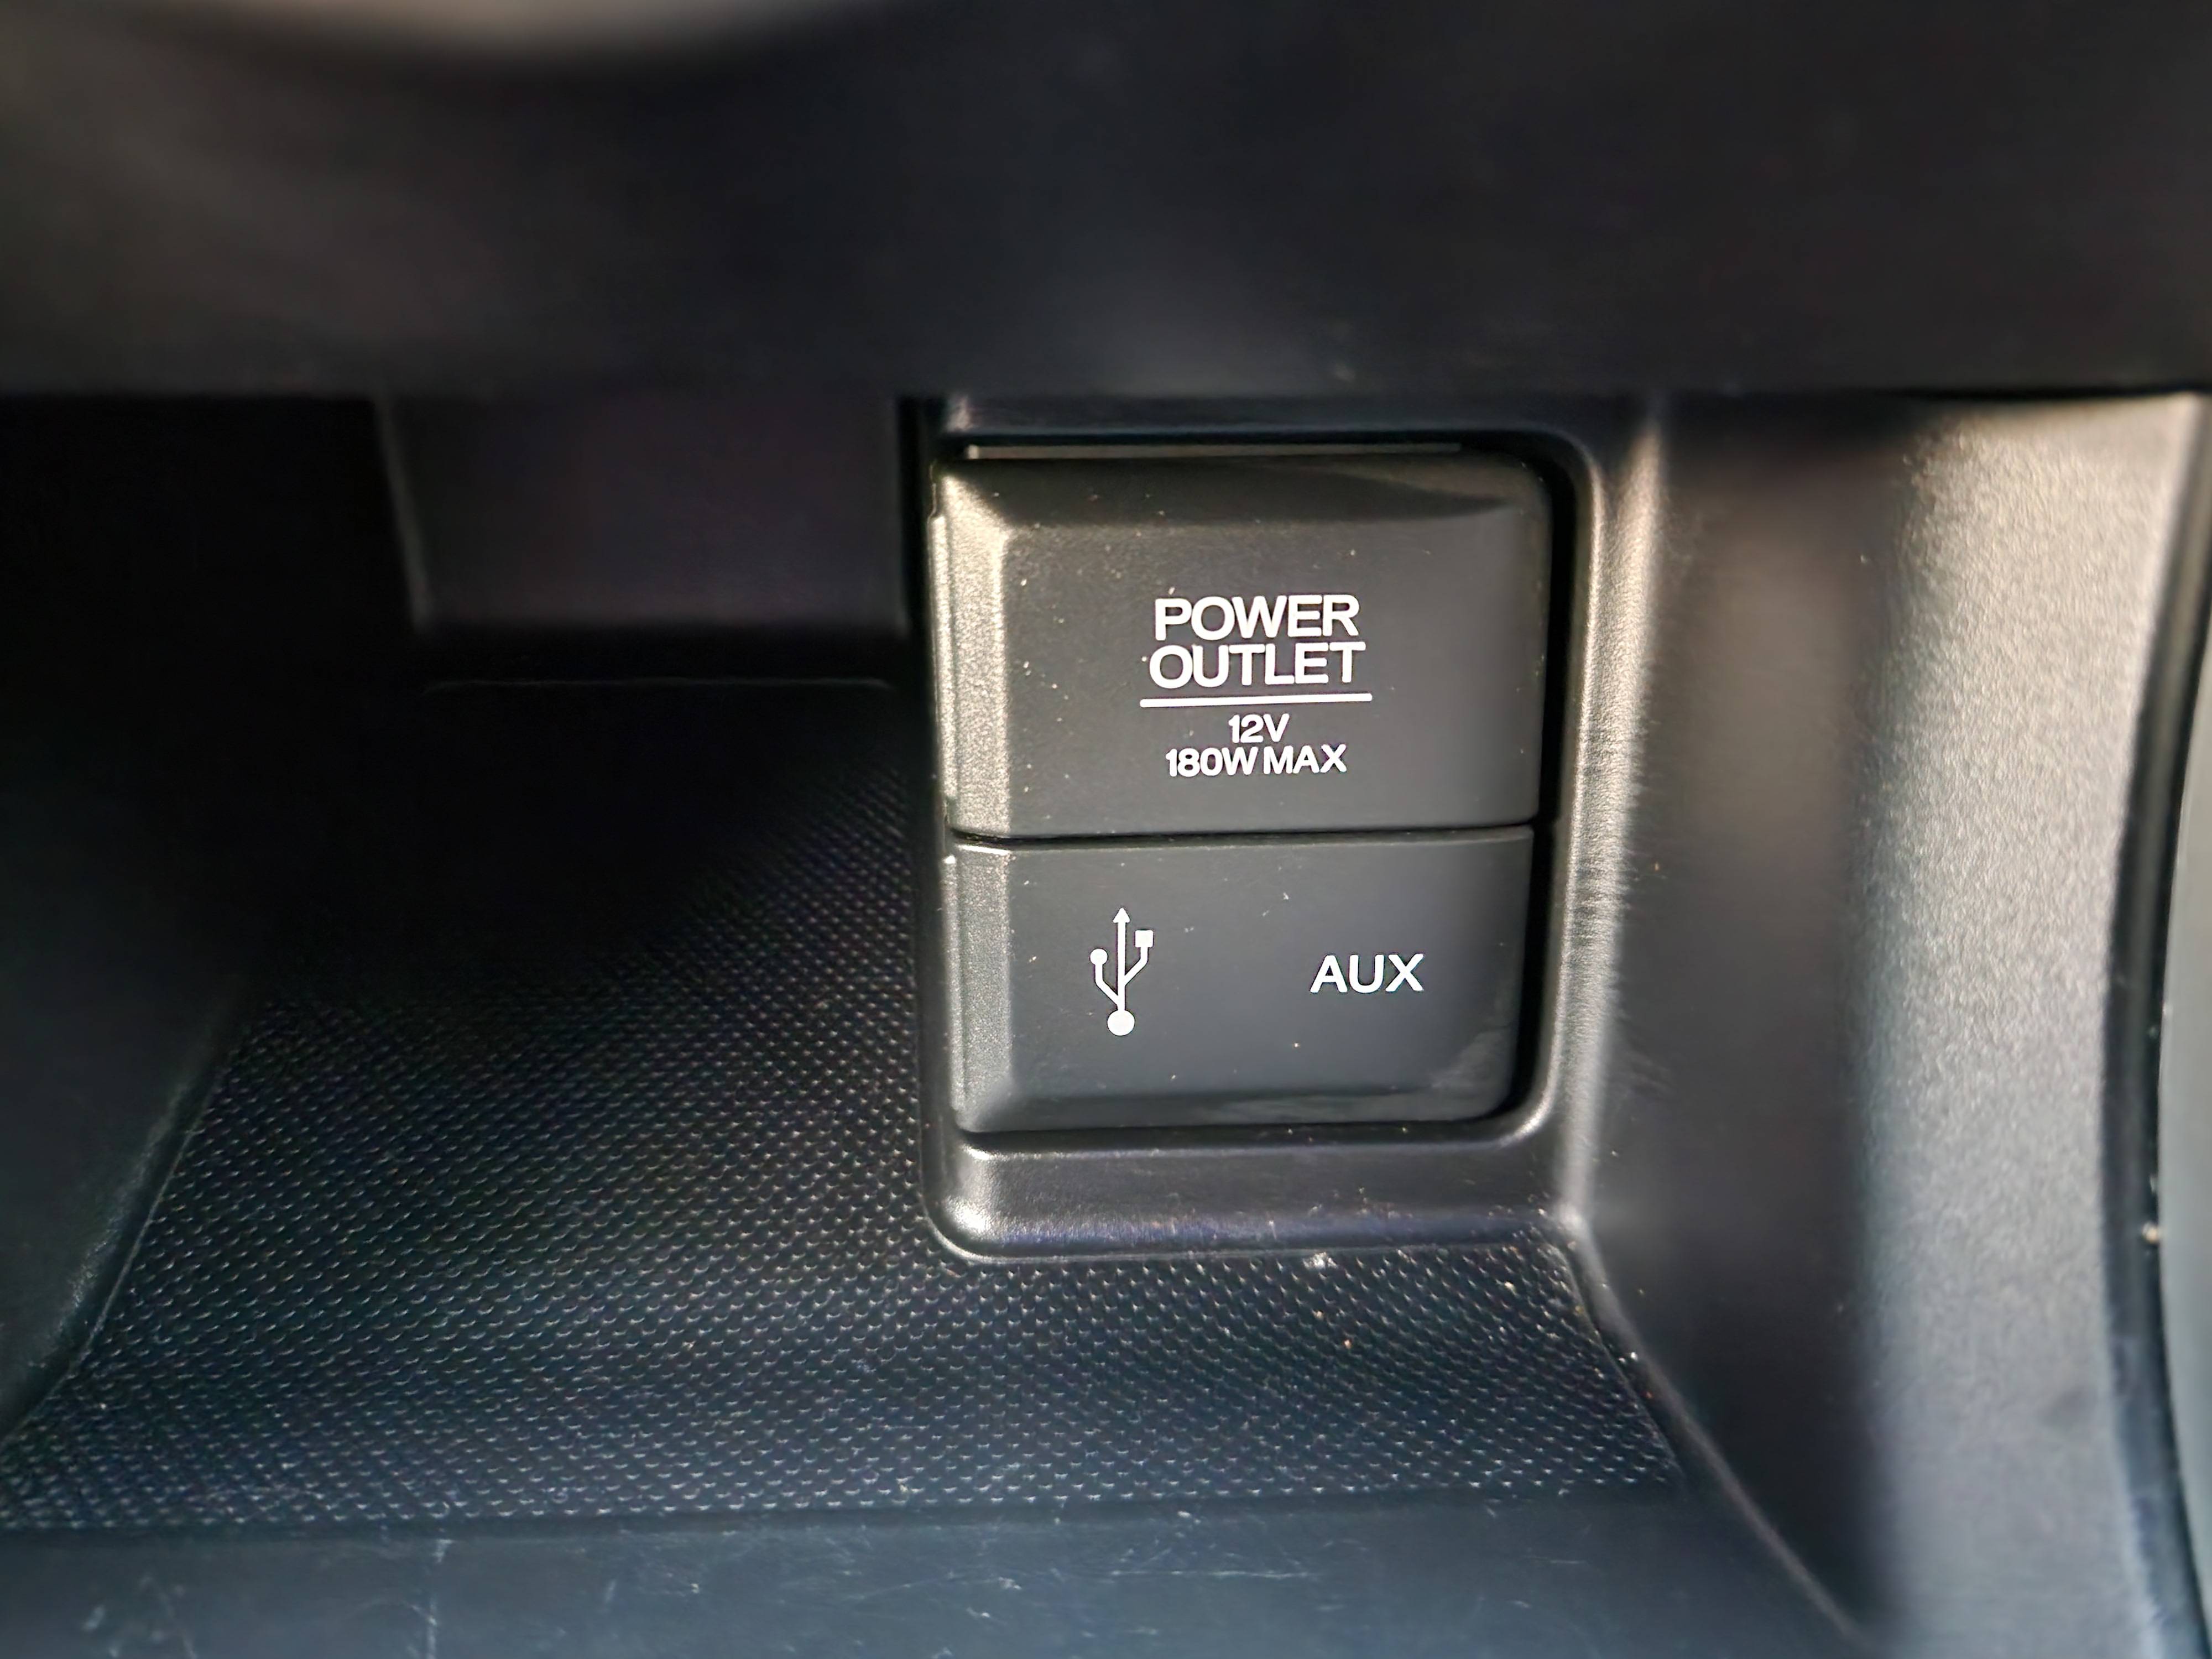 POWER
OUTLET
12V
180W MAX
AUX